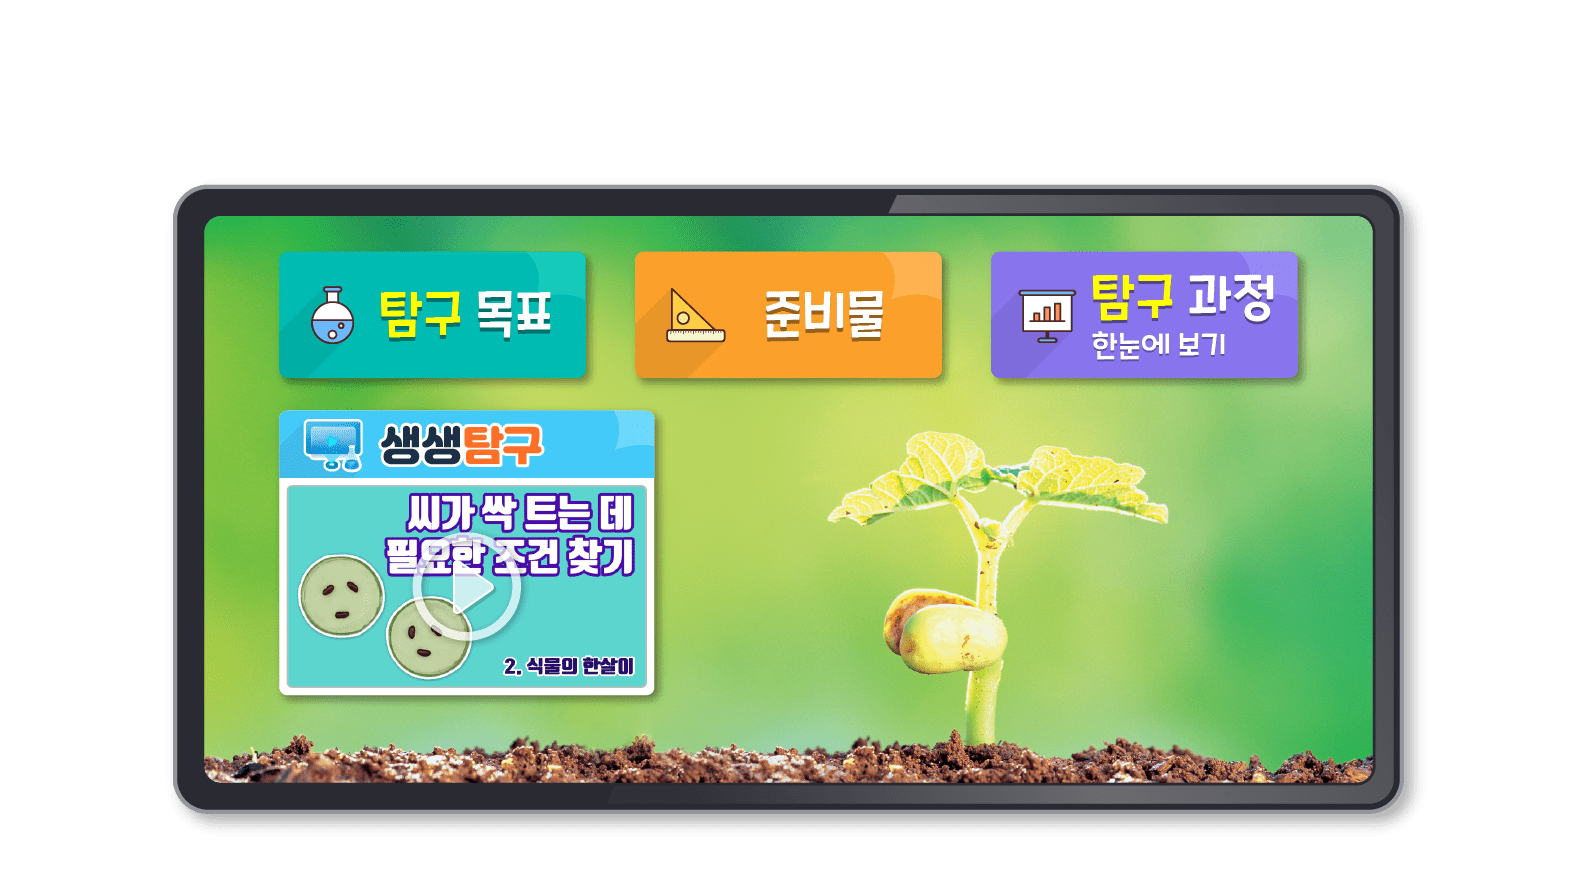 탐구 목표
준비물
탐구 과정
한눈에 보기
생생탐구
씨가 싹 트는 데
필요한 조건 찾기
2. 식물의 한살이